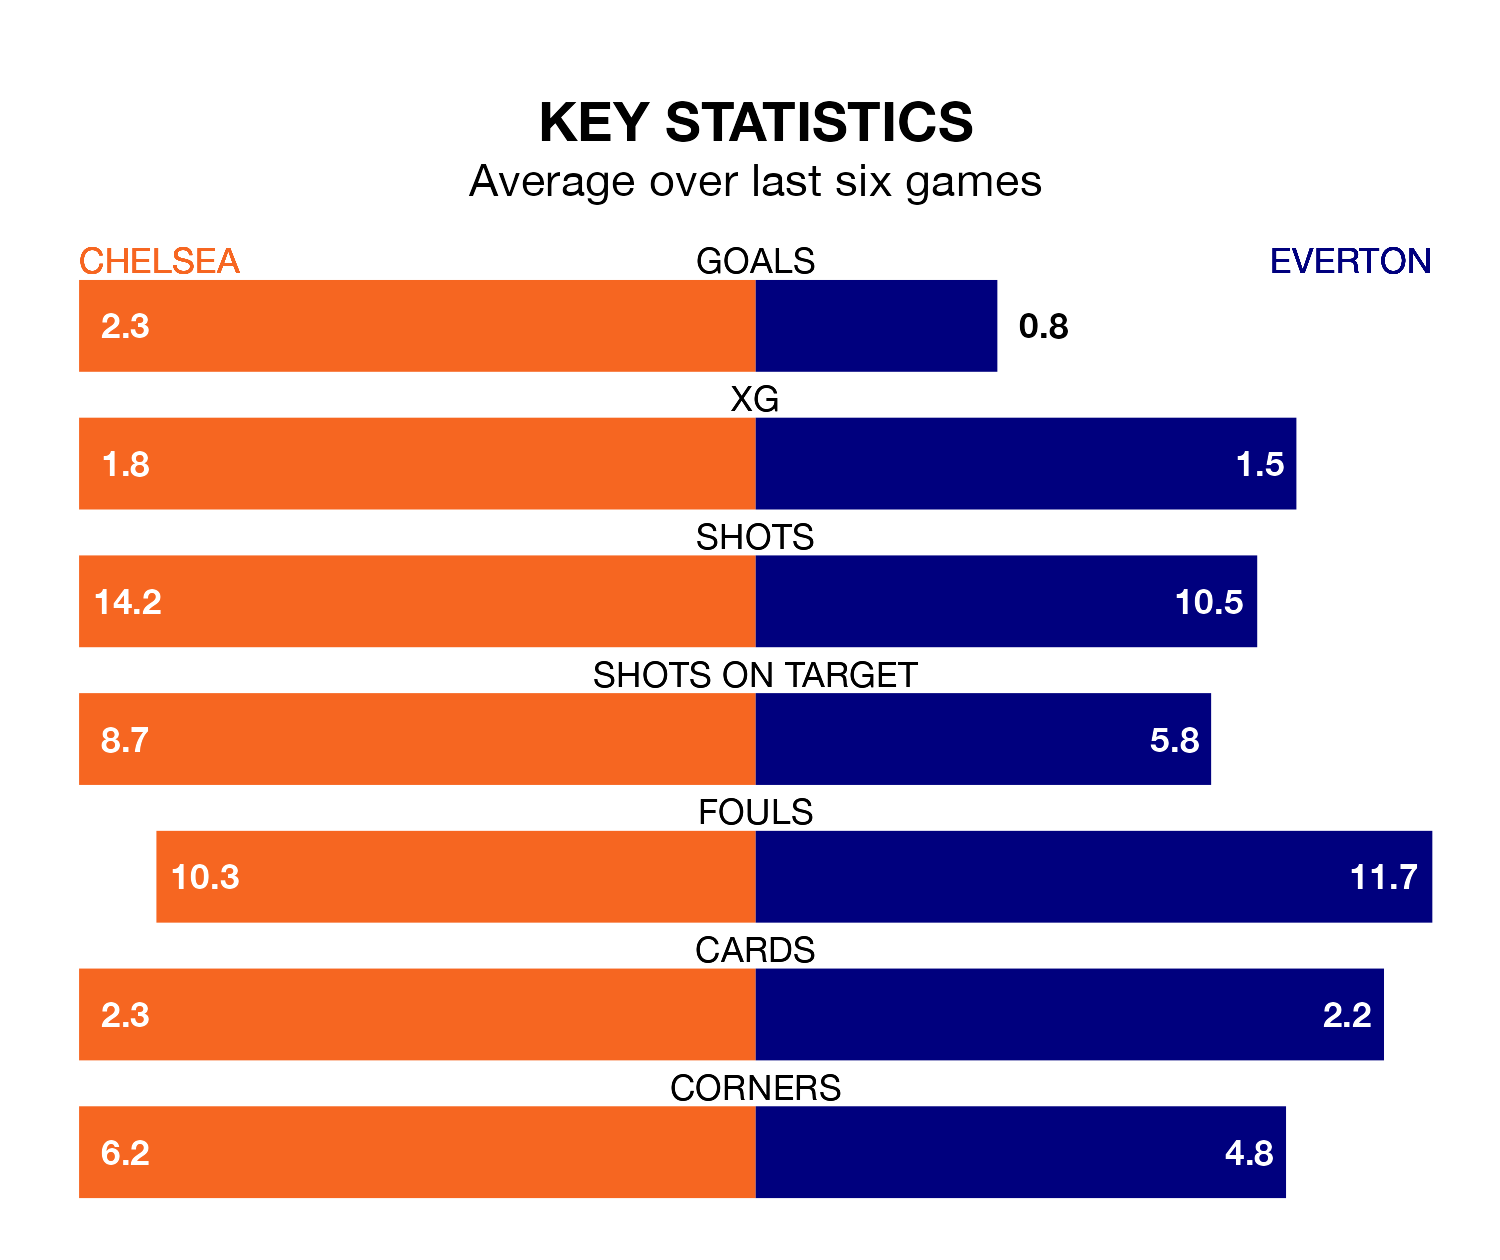 KEY STATISTICS
Average over last six games
CHELSEA GOALS EVERTON
2.3 0.8
XG
1.8 1.5
SHOTS
14.2 10.5
SHOTS ON TARGET
8.7 5.8
FOULS
10.3 11.7
CARDS
2.3 2.2
CORNERS
6.2 4.8